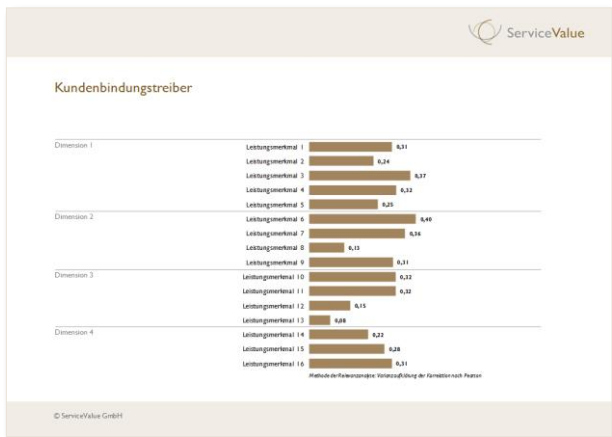 ServiceValue
Kundenbindungstreiber
Dimension 1
Leistungsmerkmal 1 0,31
Leistungsmerkmal 2 0,24
Leistungsmerkmal 3 0,37
Leistungsmerkmal 4 0,32
Leistungsmerkmal 5 0,25
Dimension 2
Leistungsmerkmal 6 0,40
Leistungsmerkmal 7 0,36
Leistungsmerkmal 8 0,13
Leistungsmerkmal 9 0,31
Dimension 3
Leistungsmerkmal 10 0,32
Leistungsmerkmal 11 0,32
Leistungsmerkmal 12 0,15
Leistungsmerkmal 13 0,08
Dimension 4
Leistungsmerkmal 14 0,22
Leistungsmerkmal 15 0,28
Leistungsmerkmal 16 0,31
Methode der Relevanzanalyse: Varianzaufklärung der Korrelation nach Pearson
© ServiceValue GmbH